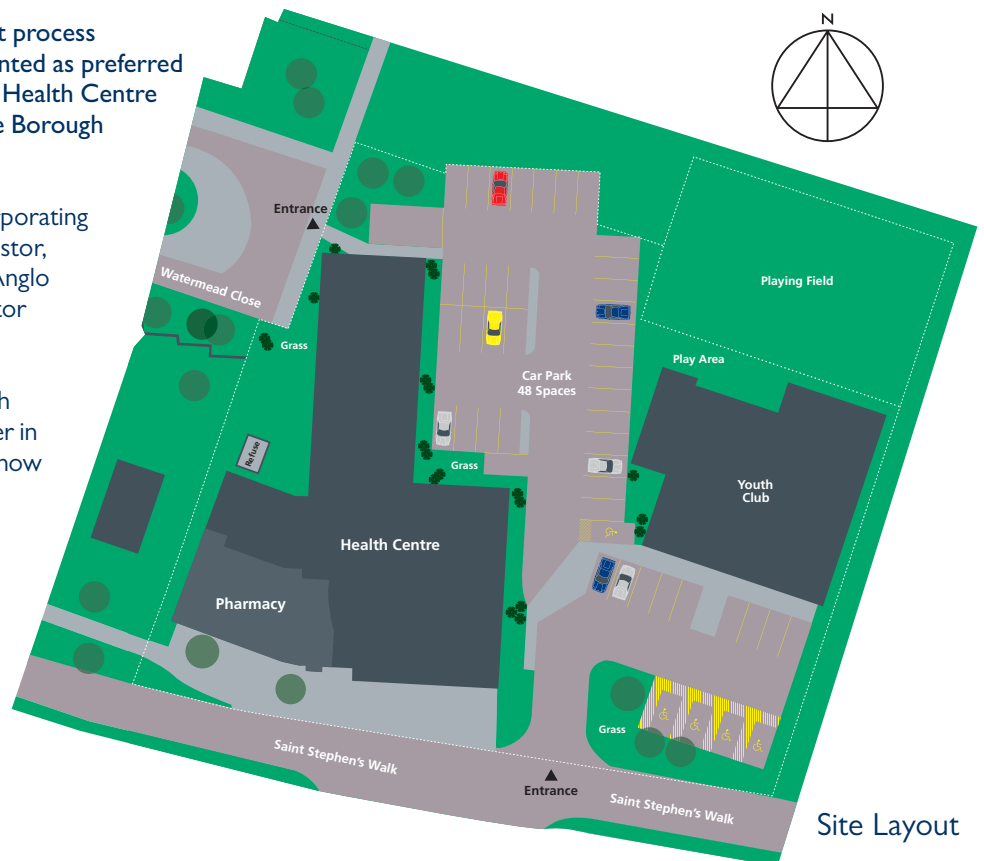 t process
nted as preferred
Health Centre
e Borough
porating
stor,
Anglo
tor
h
er in
now
N
Entrance
Watermead Close
Grass
Playing Field
Play Area
Car Park
48 Spaces
Refuse
Grass
Youth
Club
Health Centre
Pharmacy
Grass
Saint Stephen's Walk
Entrance
Saint Stephen's Walk
Site Layout